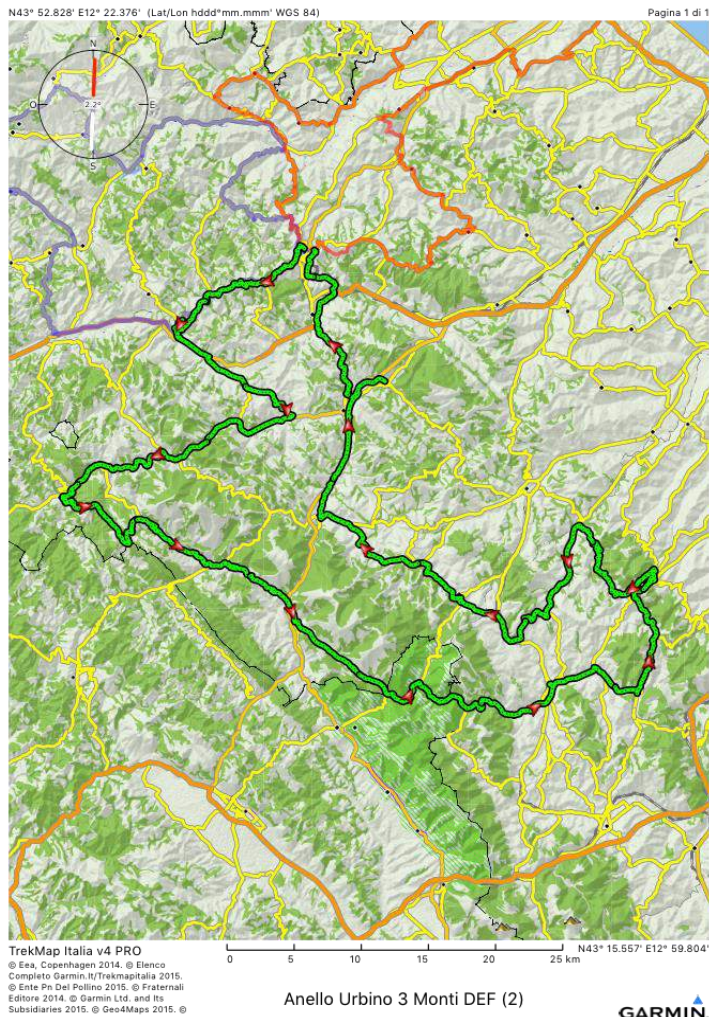 N43° 52.828' E12° 22.376' (Lat/Lon hddd°mm.mmm' WGS 84)
Pagina 1 di 1
N
O
2.2°
E
S
TrekMap Italia v4 PRO
© Eea, Copenhagen 2014. © Elenco
Completo Garmin.It/Trekmapitalia 2015.
© Ente Pn Del Pollino 2015. © Fraternali
Editore 2014. © Garmin Ltd. and Its
Subsidiaries 2015. © Geo4Maps 2015. ©
0 5 10 15 20 25 km
N43° 15.557' E12° 59.804'
Anello Urbino 3 Monti DEF (2)
GARMIN.